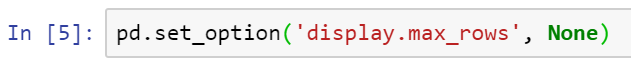 In [5]: pd.set_option('display.max_rows', None)